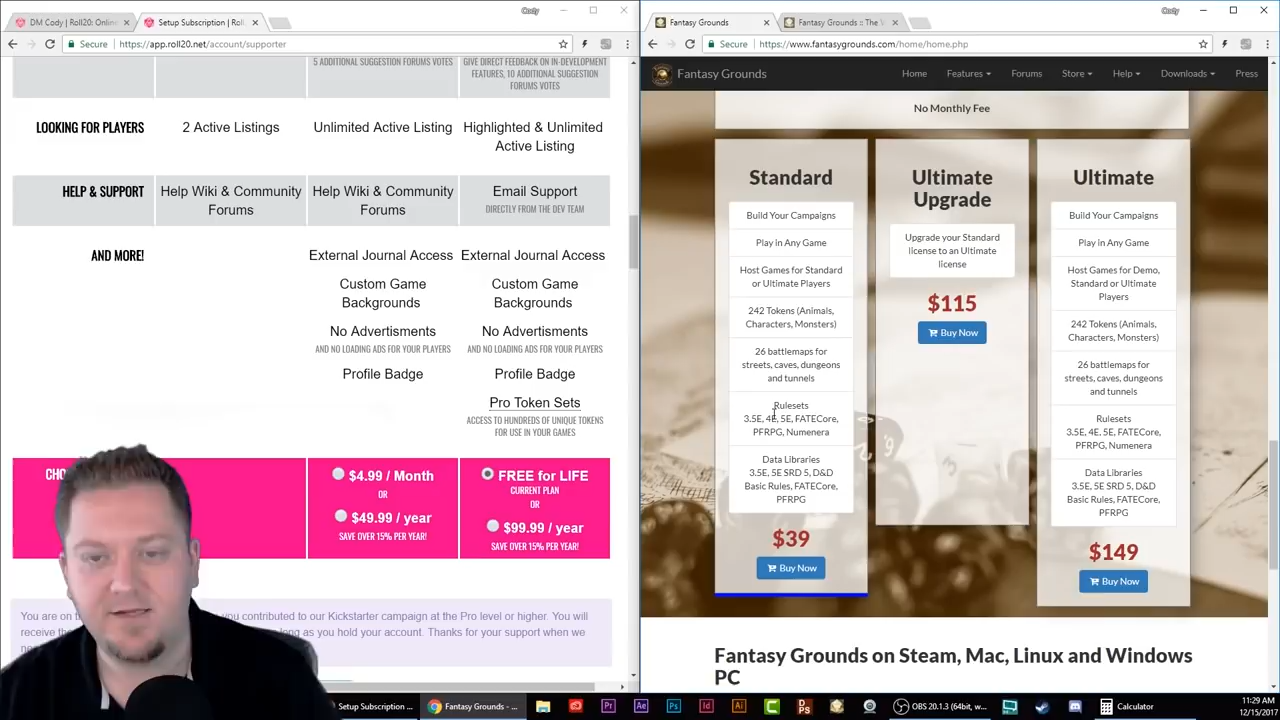 DM Cody | Roll20: Onlin
Setup Subscription | Roll
Cody
Secure
https://app.roll20.net/account/supporter
5 ADDITIONAL SUGGESTION FORUMS VOTES
GIVE DIRECT FEEDBACK ON IN-DEVELOPMENT
FEATURES, 10 ADDITIONAL SUGGESTION
FORUMS VOTES
LOOKING FOR PLAYERS
2 Active Listings
Unlimited Active Listing
Highlighted & Unlimited
Active Listing
HELP & SUPPORT
Help Wiki & Community
Forums
Help Wiki & Community
Forums
Email Support
DIRECTLY FROM THE DEV TEAM
AND MORE!
External Journal Access
Custom Game
Backgrounds
No Advertisments
AND NO LOADING ADS FOR YOUR PLAYERS
Profile Badge
External Journal Access
Custom Game
Backgrounds
No Advertisments
AND NO LOADING ADS FOR YOUR PLAYERS
Profile Badge
Pro Token Sets
ACCESS TO HUNDREDS OF UNIQUE TOKENS
FOR USE IN YOUR GAMES
$4.99 / Month
OR
$49.99 / year
SAVE OVER 15% PER YEAR!
FREE for LIFE
CURRENT PLAN
OR
$99.99 / year
SAVE OVER 15% PER YEAR!
You are on
you contributed to our Kickstarter campaign at the Pro level or higher. You will
receive
long as you hold your account. Thanks for your support when we
Fantasy Grounds
Fantasy Grounds :: The V
Cody
Secure
https://www.fantasygrounds.com/home/home.php
Fantasy Grounds
Home
Features
Forums
Store
Help
Downloads
Press
No Monthly Fee
Standard
Build Your Campaigns
Play in Any Game
Host Games for Standard
or Ultimate Players
242 Tokens (Animals,
Characters, Monsters)
26 battlemaps for
streets, caves, dungeons
and tunnels
Rulesets
3.5E, 4E, 5E, FATECore,
PFRPG, Numenera
Data Libraries
3.5E, 5E SRD 5, D&D
Basic Rules, FATECore,
PFRPG
$39
Buy Now
Ultimate
Upgrade
Upgrade your Standard
license to an Ultimate
license
$115
Buy Now
Ultimate
Build Your Campaigns
Play in Any Game
Host Games for Demo,
Standard or Ultimate
Players
242 Tokens (Animals,
Characters, Monsters)
26 battlemaps for
streets, caves, dungeons
and tunnels
Rulesets
3.5E, 4E, 5E, FATECore,
PFRPG, Numenera
Data Libraries
3.5E, 5E SRD 5, D&D
Basic Rules, FATECore,
PFRPG
$149
Buy Now
Fantasy Grounds on Steam, Mac, Linux and Windows
PC
Setup Subscription ...
Fantasy Grounds - ...
Pr
Ae
Ps
Id
Ai
OBS 20.1.3 (64bit, w...
Calculator
11:29 AM
12/15/2017